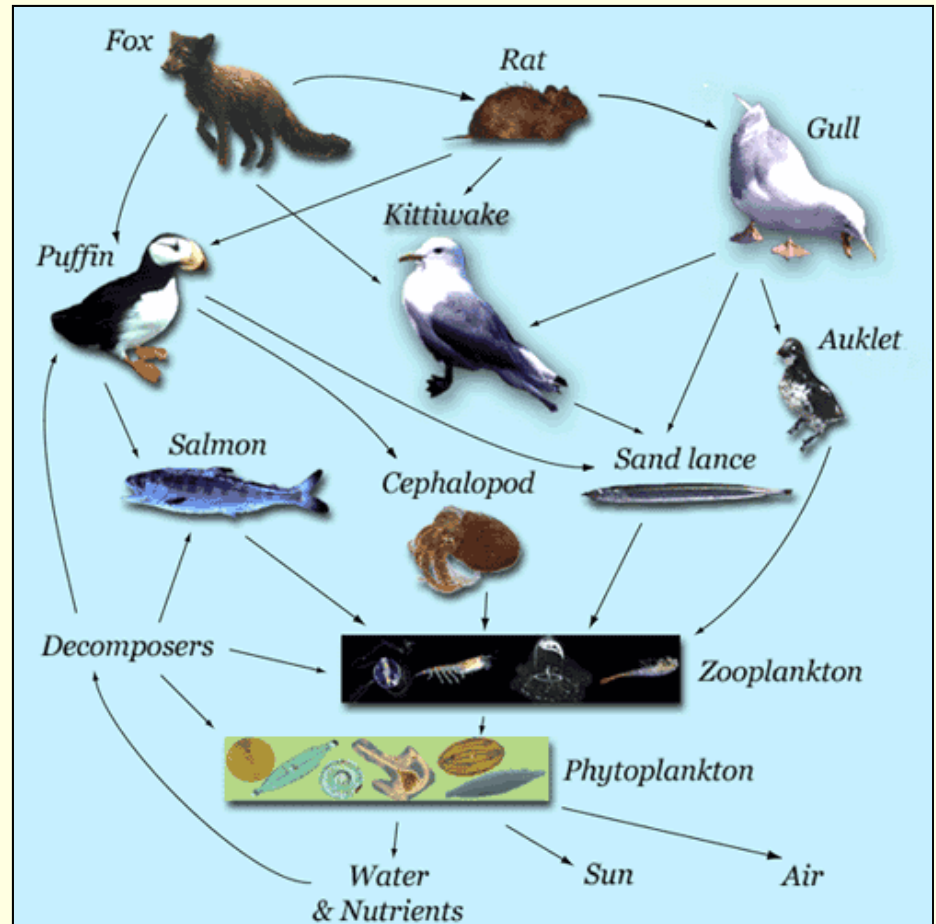 Fox
Rat
Gull
Kittiwake
Puffin
Auklet
Salmon
Sand lance
Cephalopod
Decomposers
Zooplankton
Phytoplankton
Water
& Nutrients
Sun
Air